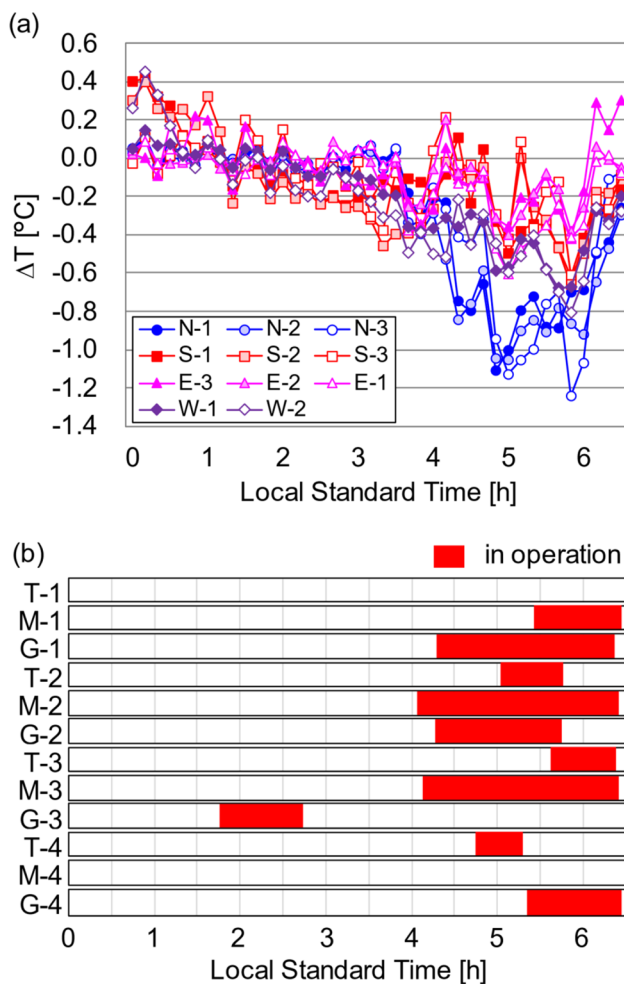 (a)
ΔT [ºC]
0.6
0.4
0.2
0.0
-0.2
-0.4
-0.6
-0.8
-1.0
-1.2
-1.4
N-1 N-2 N-3
S-1 S-2 S-3
E-3 E-2 E-1
W-1 W-2
0 1 2 3 4 5 6
Local Standard Time [h]
(b)
in operation
T-1
M-1
G-1
T-2
M-2
G-2
T-3
M-3
G-3
T-4
M-4
G-4
0 1 2 3 4 5 6
Local Standard Time [h]